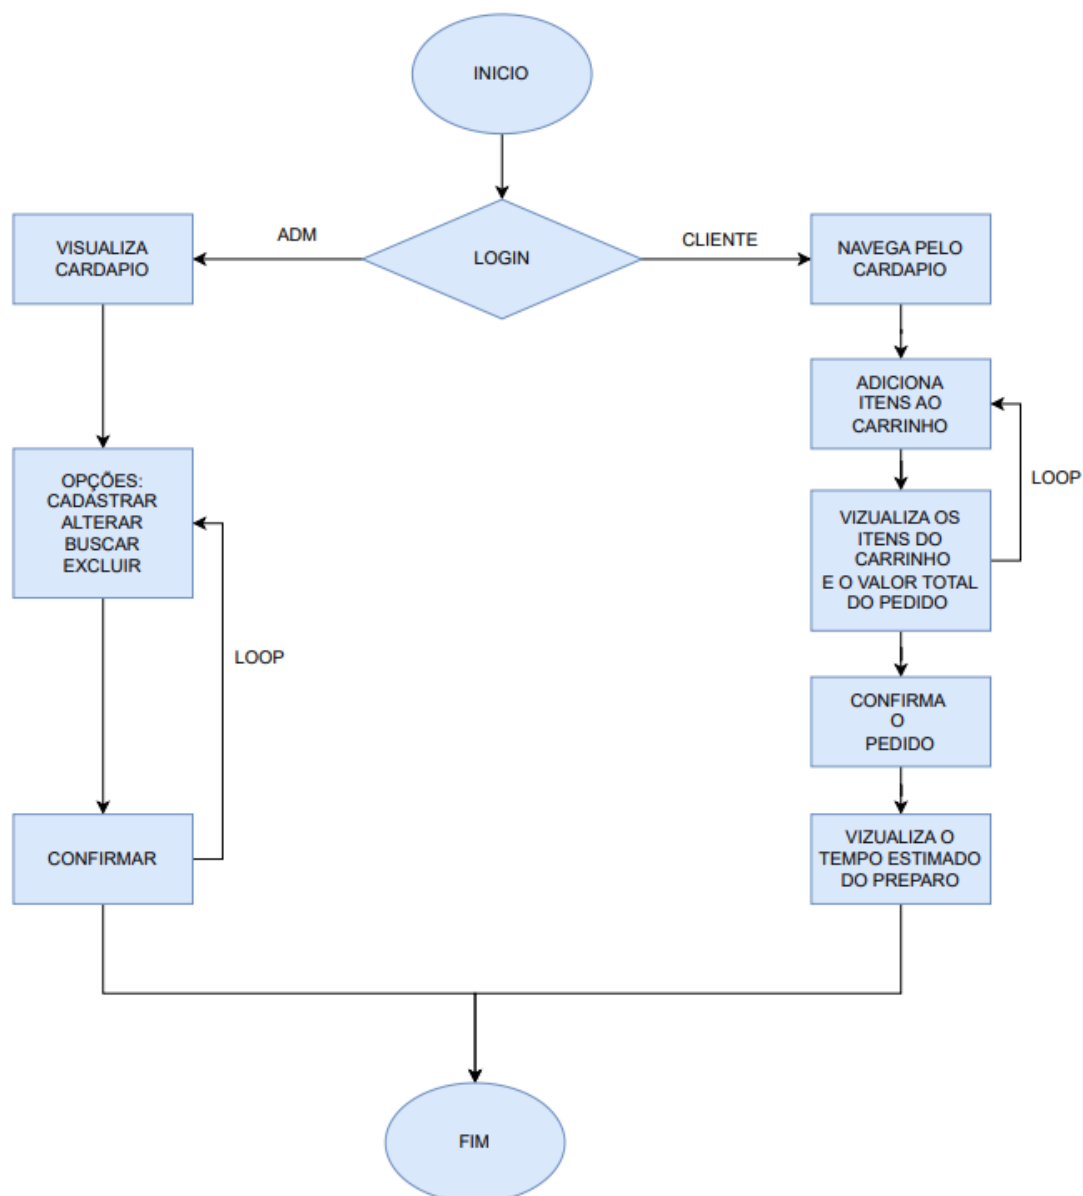 INICIO
ADM
CLIENTE
LOGIN
VISUALIZA
CARDAPIO
NAVEGA PELO
CARDAPIO
ADICIONA
ITENS AO
CARRINHO
LOOP
OPÇÕES:
CADASTRAR
ALTERAR
BUSCAR
EXCLUIR
VIZUALIZA OS
ITENS DO
CARRINHO
E O VALOR TOTAL
DO PEDIDO
LOOP
CONFIRMA
O
PEDIDO
CONFIRMAR
VIZUALIZA O
TEMPO ESTIMADO
DO PREPARO
FIM